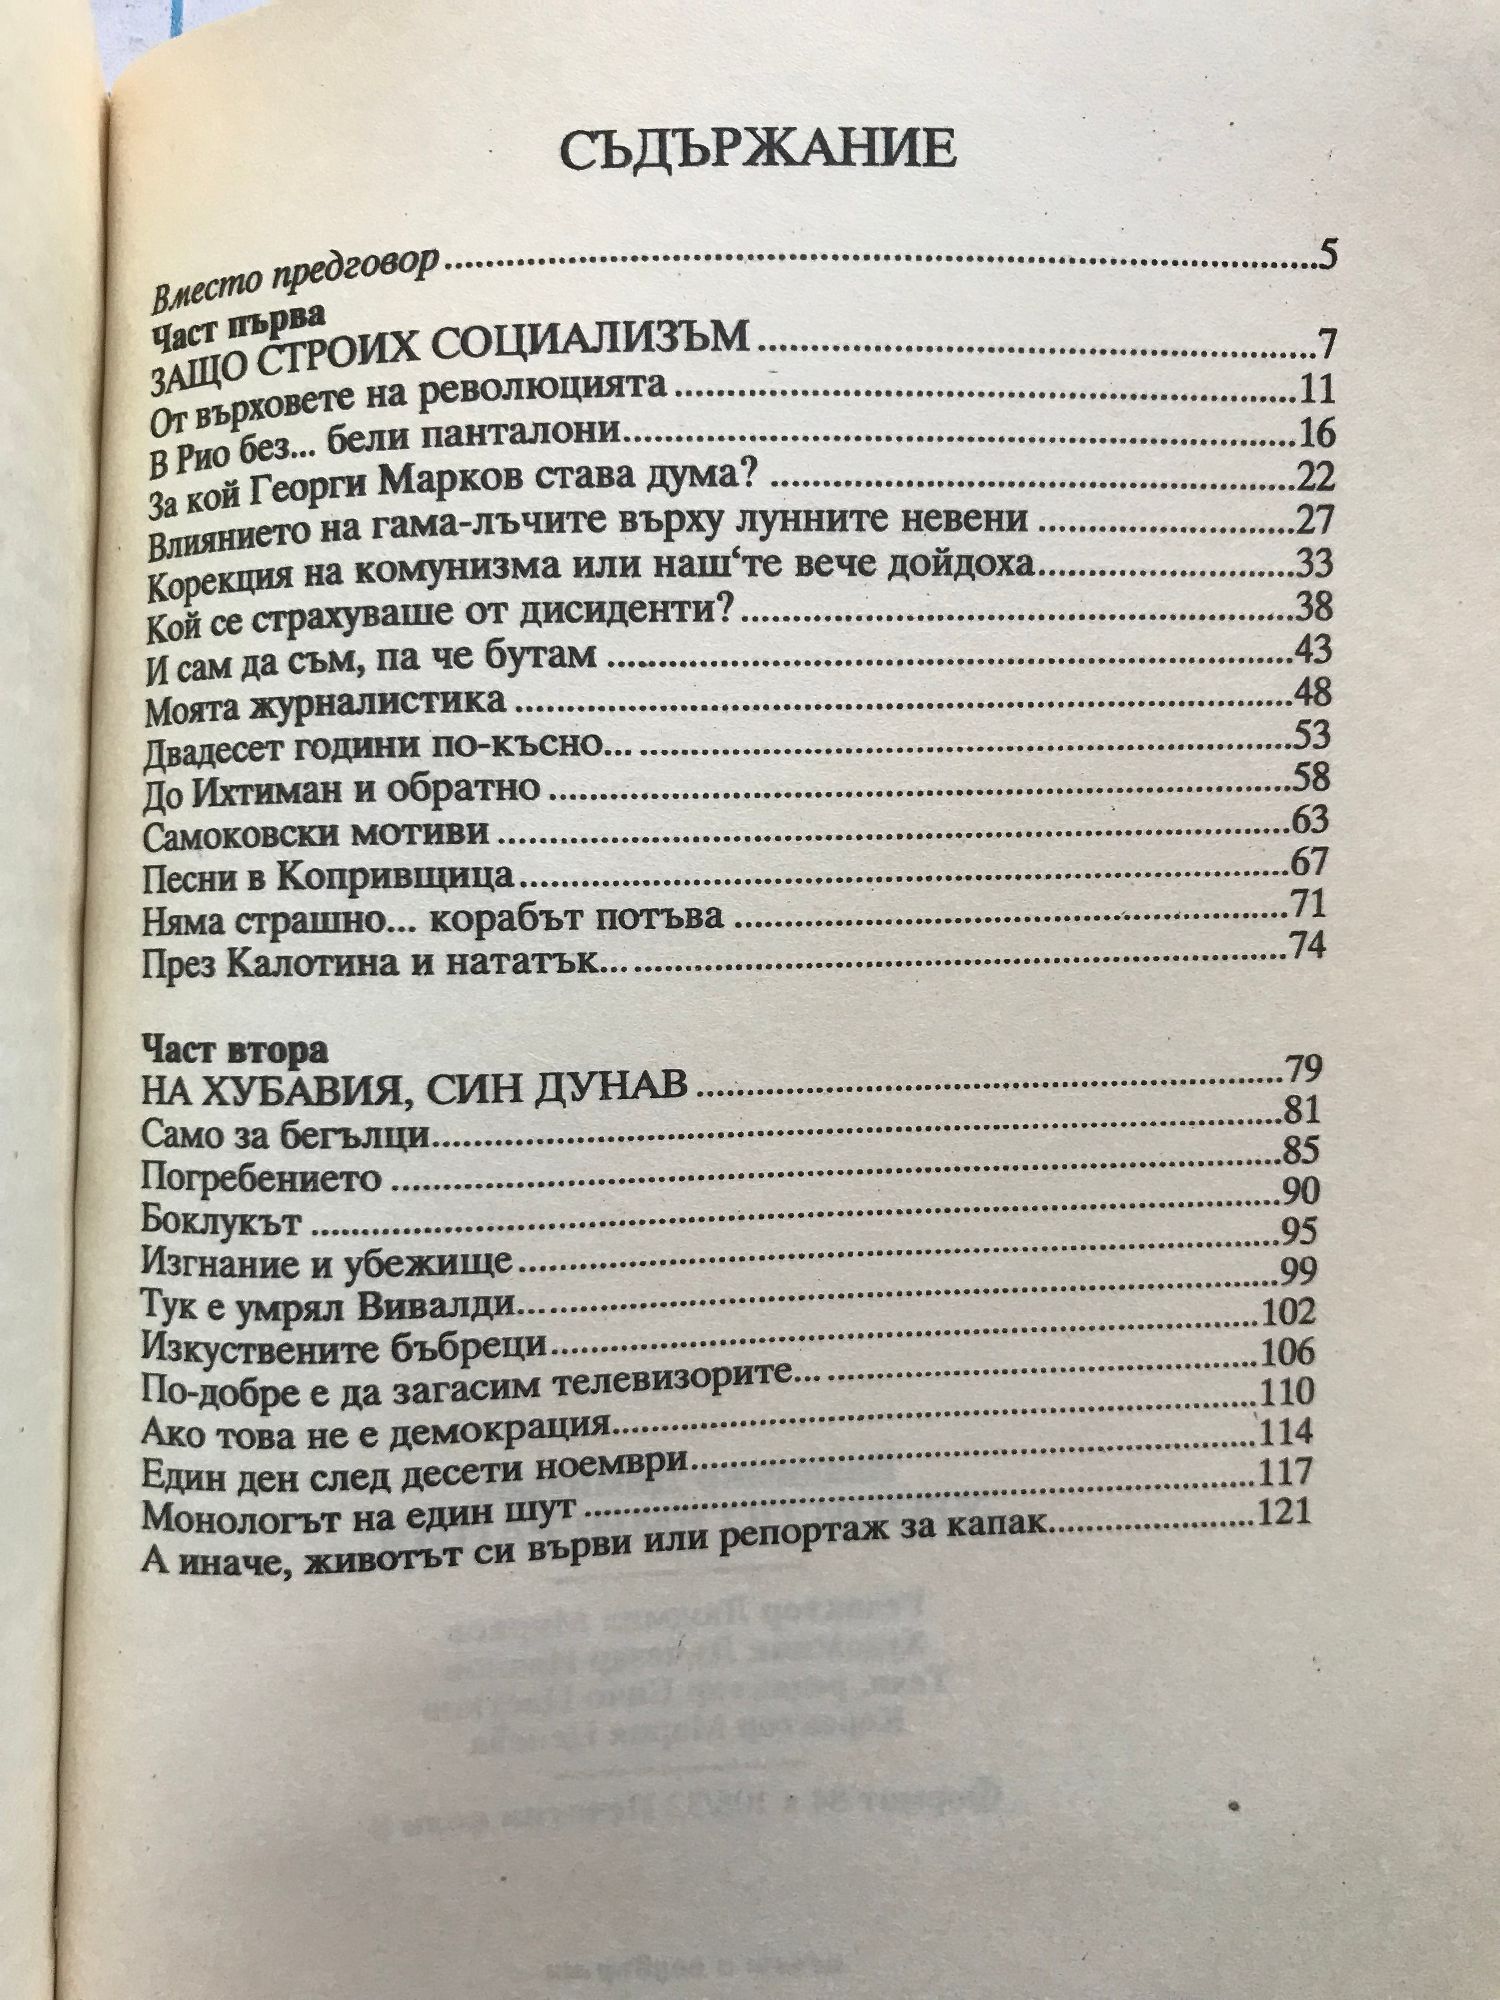 СЪДЪРЖАНИЕ
Вместо предговор....................5
Част първа
ЗАЩО СТРОИХ СОЦИАЛИЗЪМ....................7
От върховете на революцията....................11
В Рио без... бели панталони....................16
За кой Георги Марков става дума?....................22
Влиянието на гама-лъчите върху лунните невени....................27
Корекция на комунизма или наш‘те вече дойдоха....................33
Кой се страхуваше от дисиденти?....................38
И сам да съм, па че бутам....................43
Моята журналистика....................48
Двадесет години по-късно.......................53
До Ихтиман и обратно....................58
Самоковски мотиви....................63
Песни в Копривщица....................67
Няма страшно... корабът потъва....................71
През Калотина и нататък.......................74
Част втора
НА ХУБАВИЯ, СИН ДУНАВ....................79
Само за бегълци....................81
Погребението....................85
Боклукът....................90
Изгнание и убежище....................95
Тук е умрял Вивалди.......................99
Изкуствените бъбреци....................102
По-добре е да загасим телевизорите.......................106
Ако това не е демокрация....................110
Един ден след десети ноември....................114
Монологът на един шут....................117
А иначе, животът си върви или репортаж за капак....................121